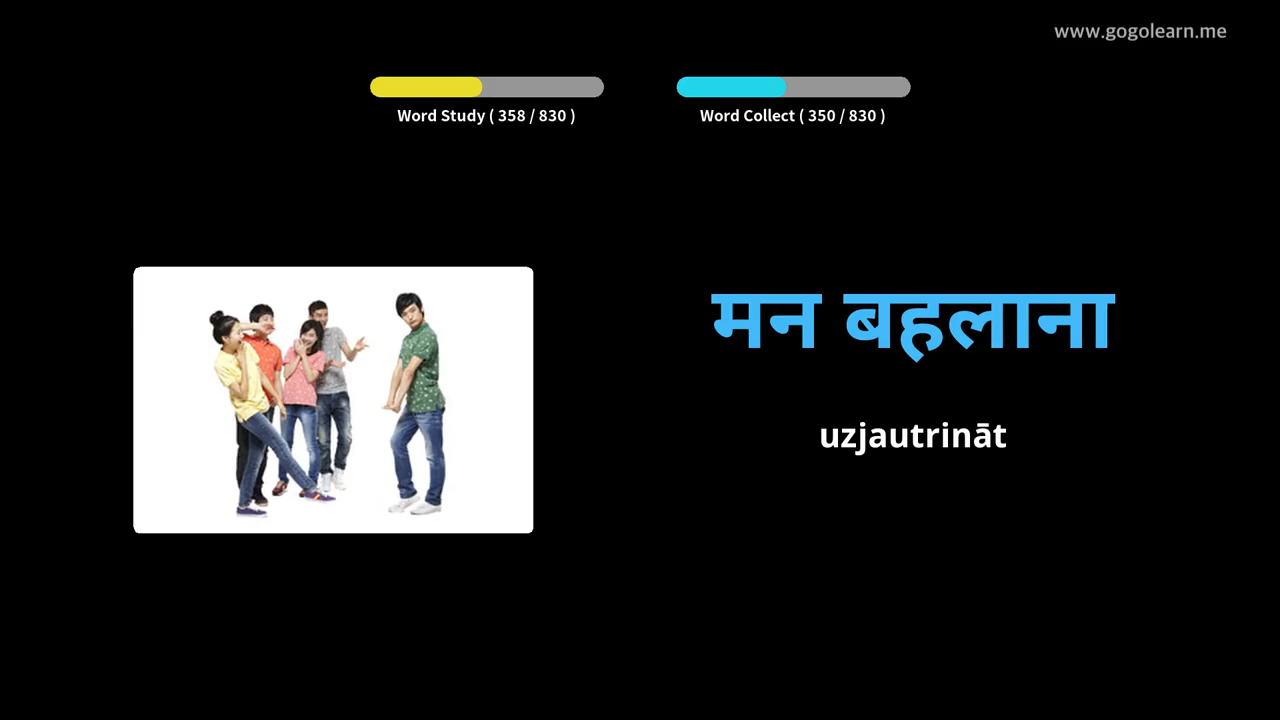 www.gogolearn.me
Word Study ( 358 / 830 )
Word Collect ( 350 / 830 )
मन बहलाना
uzjautrināt